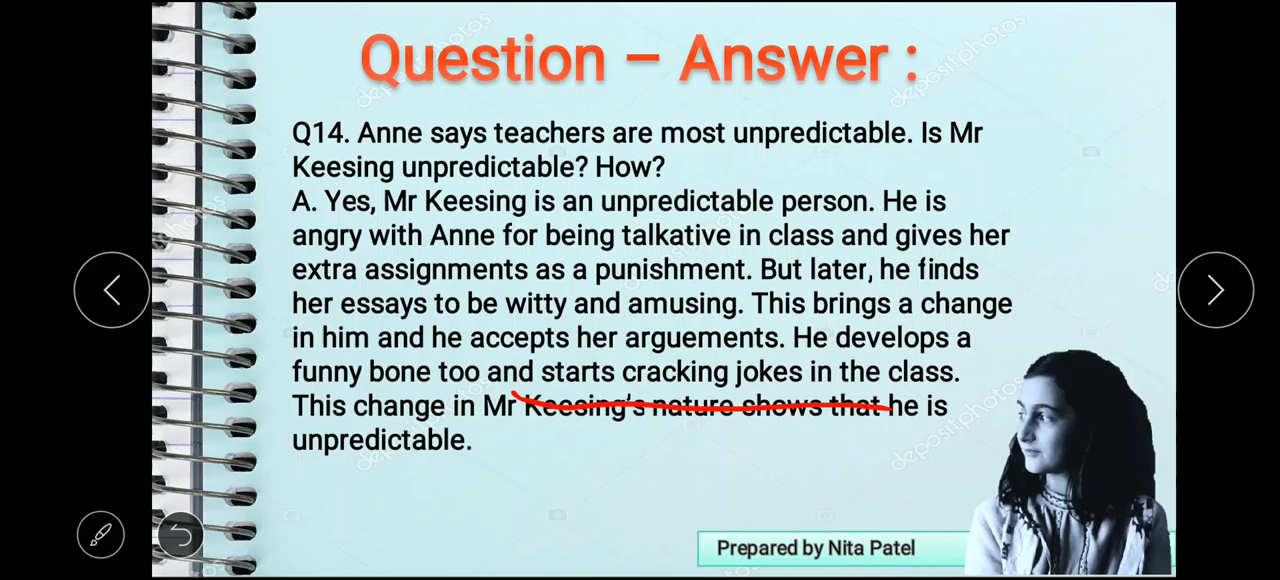 Question – Answer :
Q14. Anne says teachers are most unpredictable. Is Mr
Keesing unpredictable? How?
A. Yes, Mr Keesing is an unpredictable person. He is
angry with Anne for being talkative in class and gives her
extra assignments as a punishment. But later, he finds
her essays to be witty and amusing. This brings a change
in him and he accepts her arguements. He develops a
funny bone too and starts cracking jokes in the class.
This change in Mr Keesing's nature shows that he is
unpredictable.
Prepared by Nita Patel
depositphotos
depositphotos
depositphotos
depositphotos